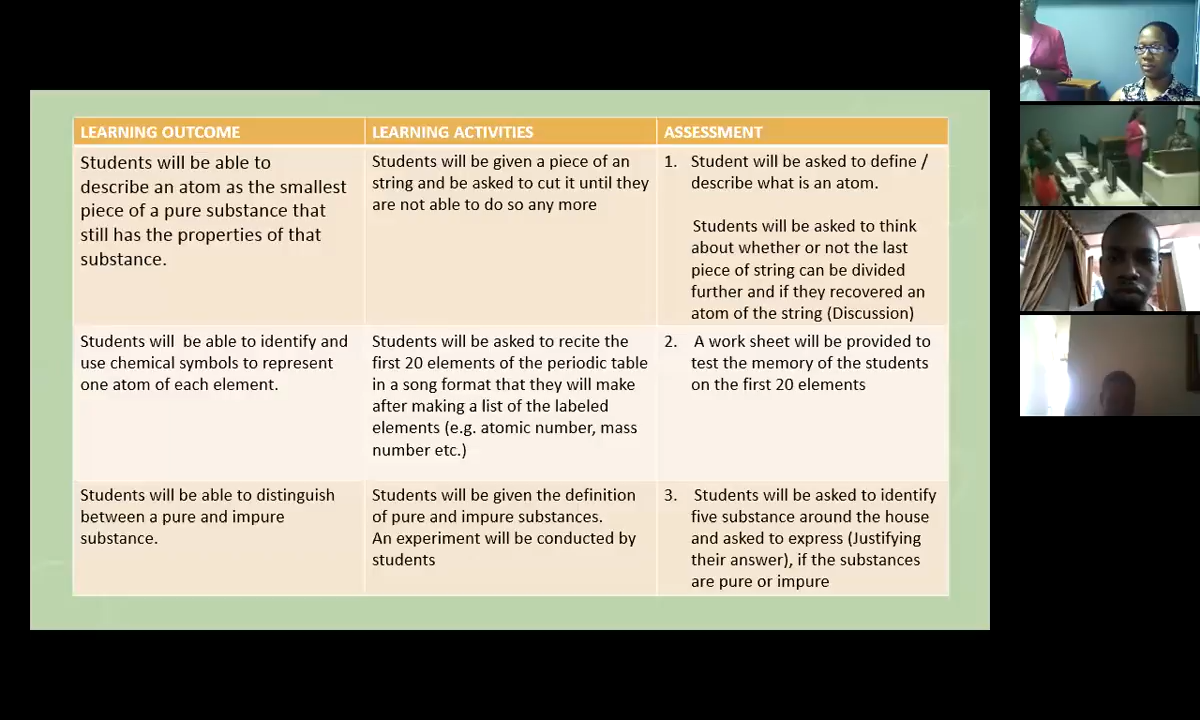 LEARNING OUTCOME
LEARNING ACTIVITIES
ASSESSMENT
Students will be able to
describe an atom as the smallest
piece of a pure substance that
still has the properties of that
substance.
Students will be given a piece of an
string and be asked to cut it until they
are not able to do so any more
1. Student will be asked to define /
describe what is an atom.
Students will be asked to think
about whether or not the last
piece of string can be divided
further and if they recovered an
atom of the string (Discussion)
Students will be able to identify and
use chemical symbols to represent
one atom of each element.
Students will be asked to recite the
first 20 elements of the periodic table
in a song format that they will make
after making a list of the labeled
elements (e.g. atomic number, mass
number etc.)
2. A work sheet will be provided to
test the memory of the students
on the first 20 elements
Students will be able to distinguish
between a pure and impure
substance.
Students will be given the definition
of pure and impure substances.
An experiment will be conducted by
students
3. Students will be asked to identify
five substance around the house
and asked to express (Justifying
their answer), if the substances
are pure or impure